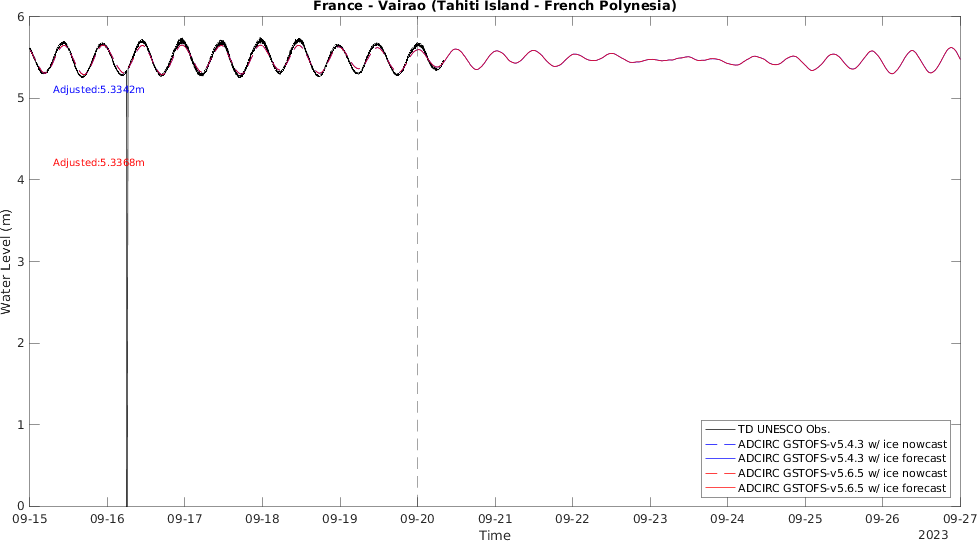 France - Vairao (Tahiti Island - French Polynesia)
6
5
4
3
2
1
0
Water Level (m)
Adjusted:5.3342m
Adjusted:5.3368m
TD UNESCO Obs.
ADCIRC GSTOFS-v5.4.3 w/ ice nowcast
ADCIRC GSTOFS-v5.4.3 w/ ice forecast
ADCIRC GSTOFS-v5.6.5 w/ ice nowcast
ADCIRC GSTOFS-v5.6.5 w/ ice forecast
09-15 09-16 09-17 09-18 09-19 09-20 09-21 09-22 09-23 09-24 09-25 09-26 09-27
Time
2023